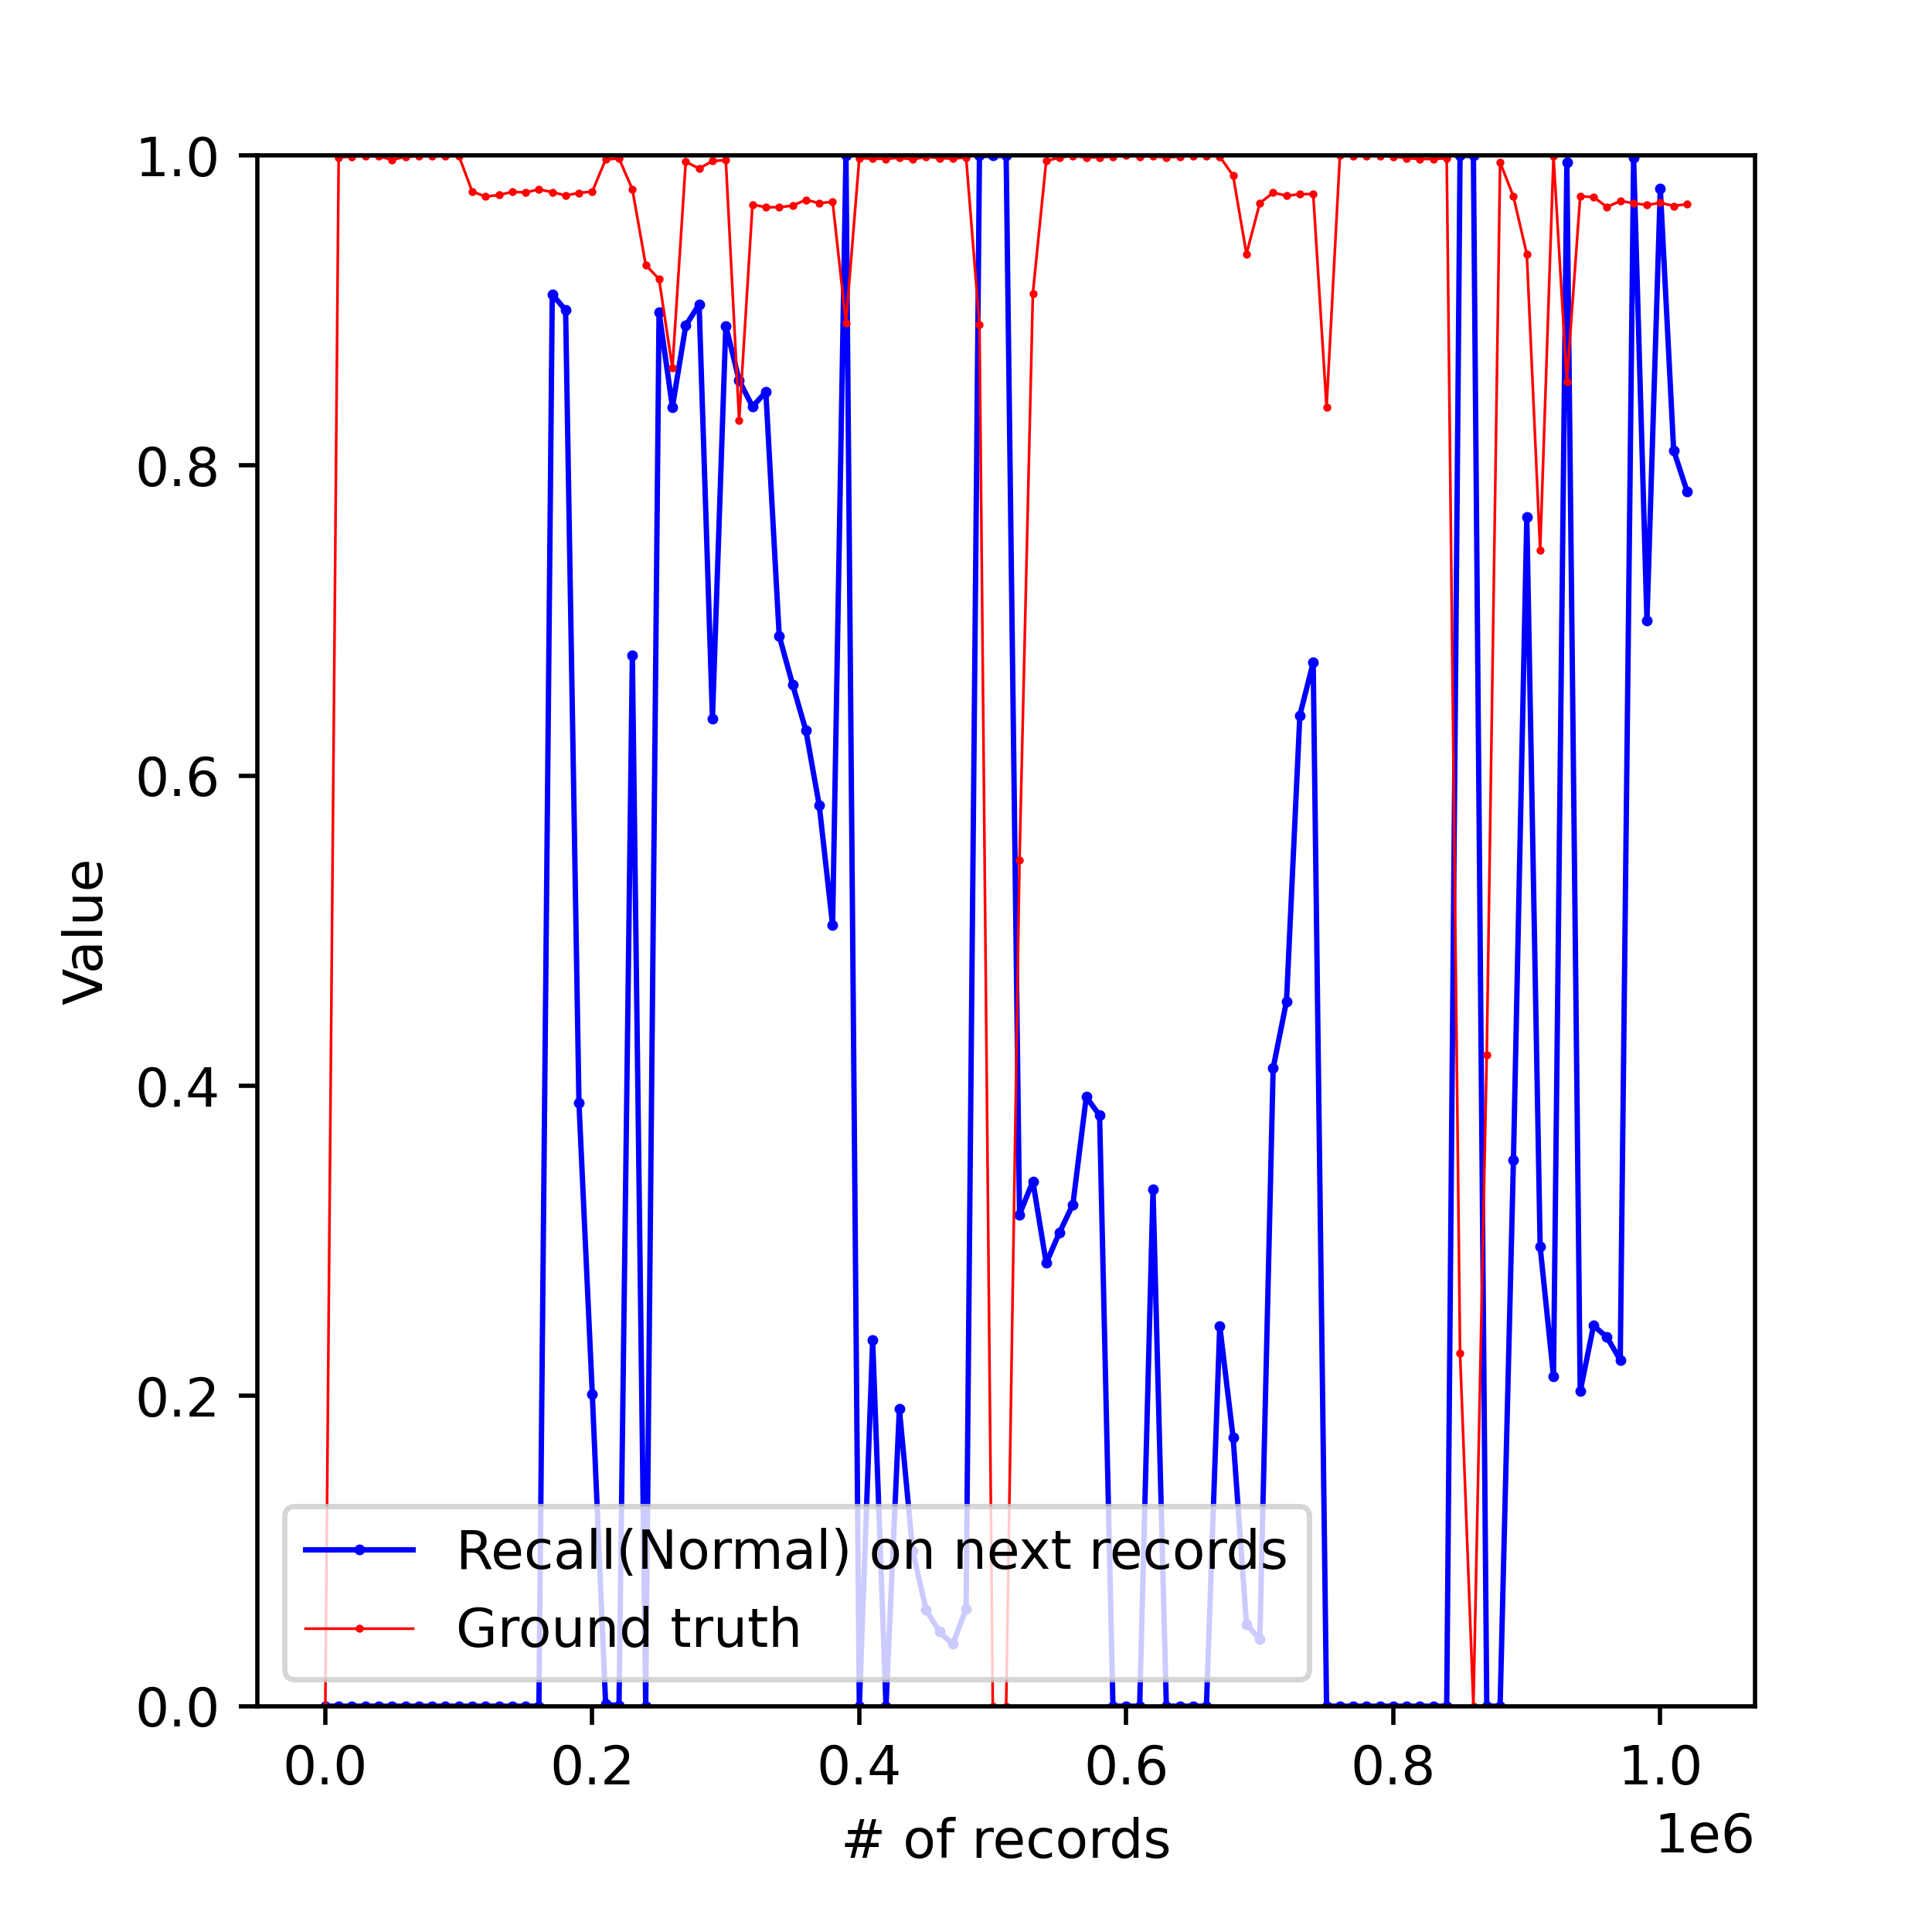 1.0
0.8
0.6
0.4
0.2
0.0
Value
Recall(Normal) on next records
Ground truth
0.0 0.2 0.4 0.6 0.8 1.0
# of records
1e6